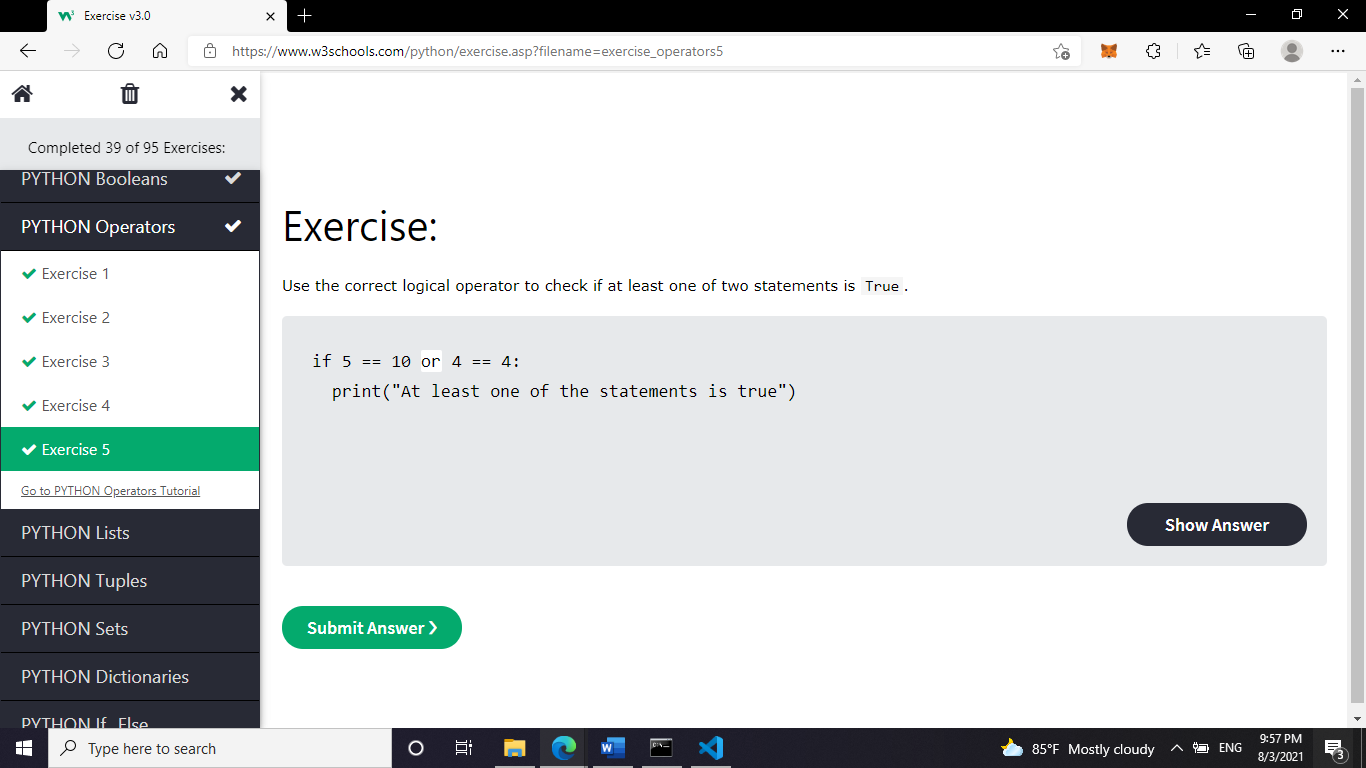 Exercise v3.0
https://www.w3schools.com/python/exercise.asp?filename=exercise_operators5
Completed 39 of 95 Exercises:
PYTHON Booleans
PYTHON Operators
Exercise 1
Exercise 2
Exercise 3
Exercise 4
Exercise 5
Go to PYTHON Operators Tutorial
PYTHON Lists
PYTHON Tuples
PYTHON Sets
PYTHON Dictionaries
PYTHON If...Else
Exercise:
Use the correct logical operator to check if at least one of two statements is True.
if 5 == 10 or 4 == 4:
print("At least one of the statements is true")
Show Answer
Submit Answer ❯
Type here to search
85°F Mostly cloudy
ENG
9:57 PM
8/3/2021
3